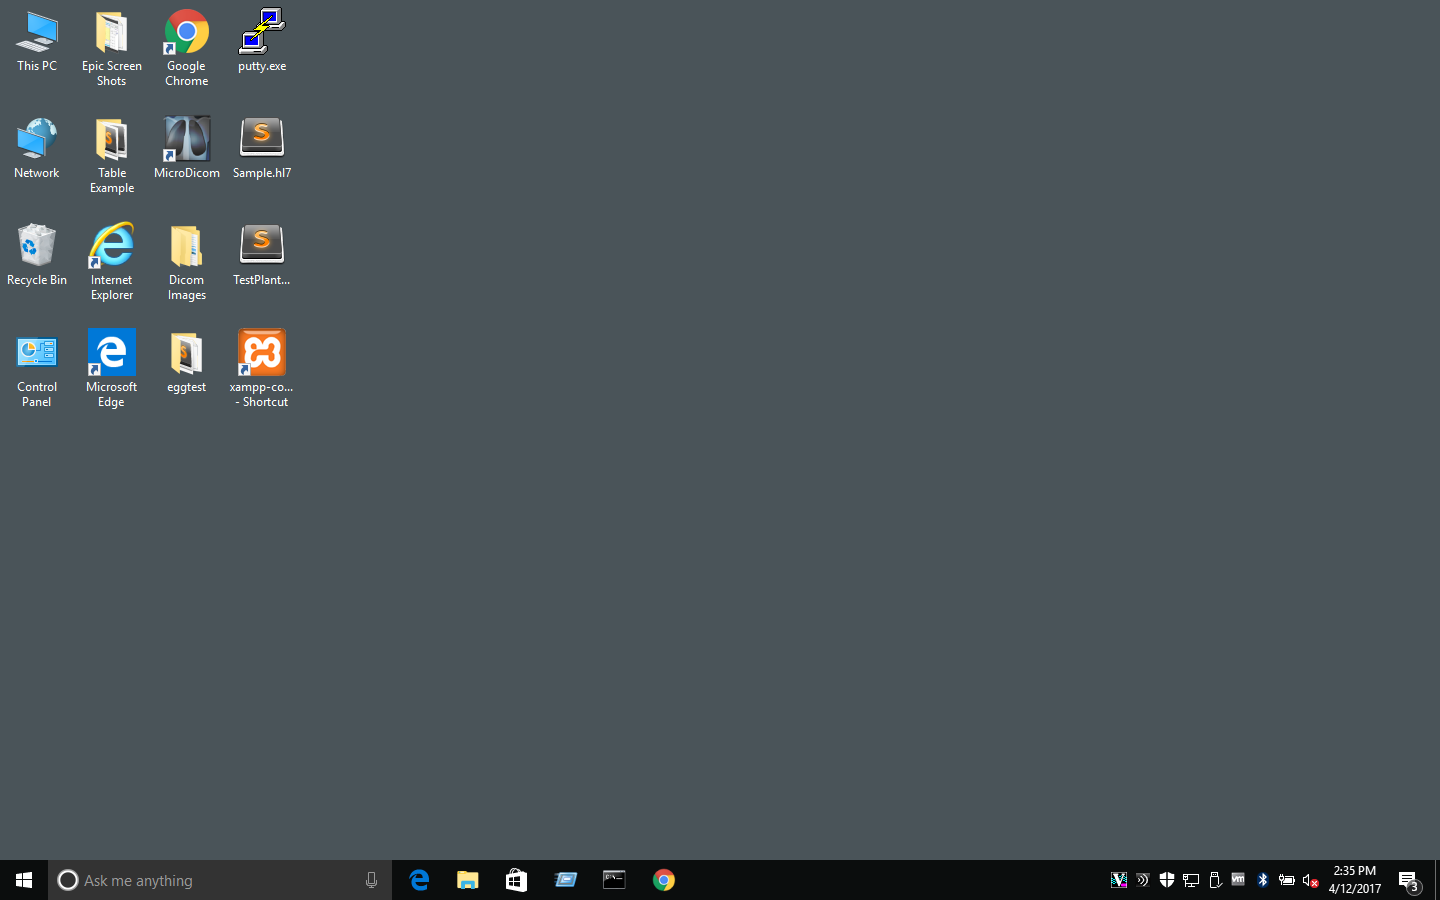 This PC
Epic Screen
Shots
Google
Chrome
putty.exe
Network
Table
Example
MicroDicom
Sample.hl7
Recycle Bin
Internet
Explorer
Dicom
Images
TestPlant...
Control
Panel
Microsoft
Edge
eggtest
xampp-co...
- Shortcut
Ask me anything
2:35 PM
4/12/2017
3